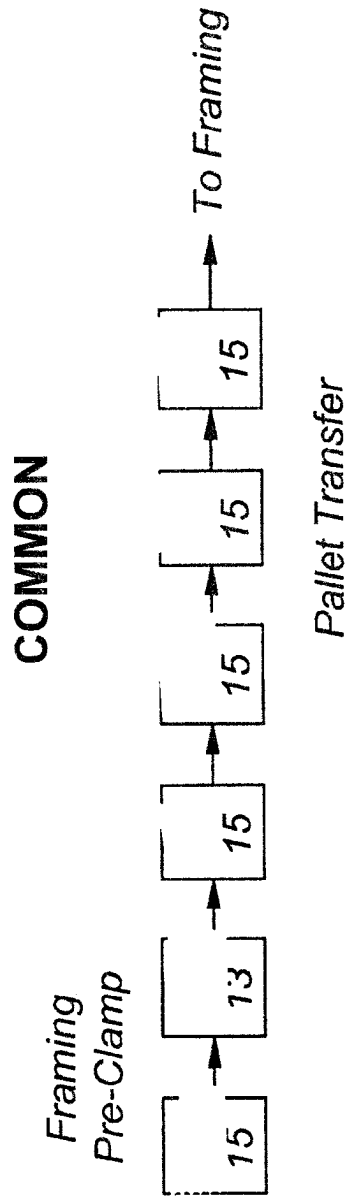 COMMON
Framing
Pre-Clamp
15
13
15
15
15
15
To Framing
Pallet Transfer